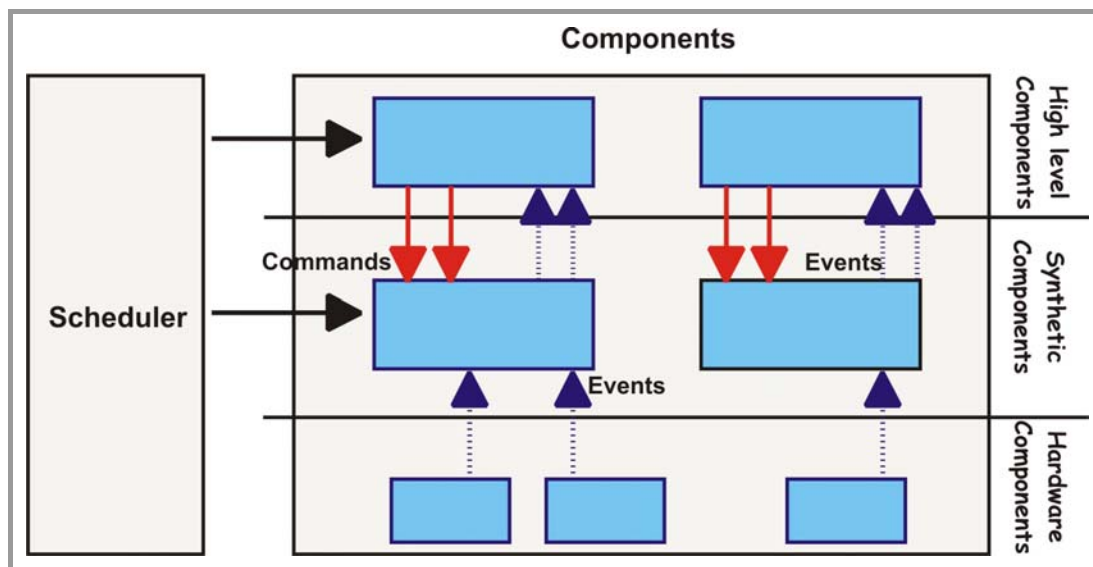 Components
Scheduler
Commands
Events
Events
High level
Components
Synthetic
Components
Hardware
Components